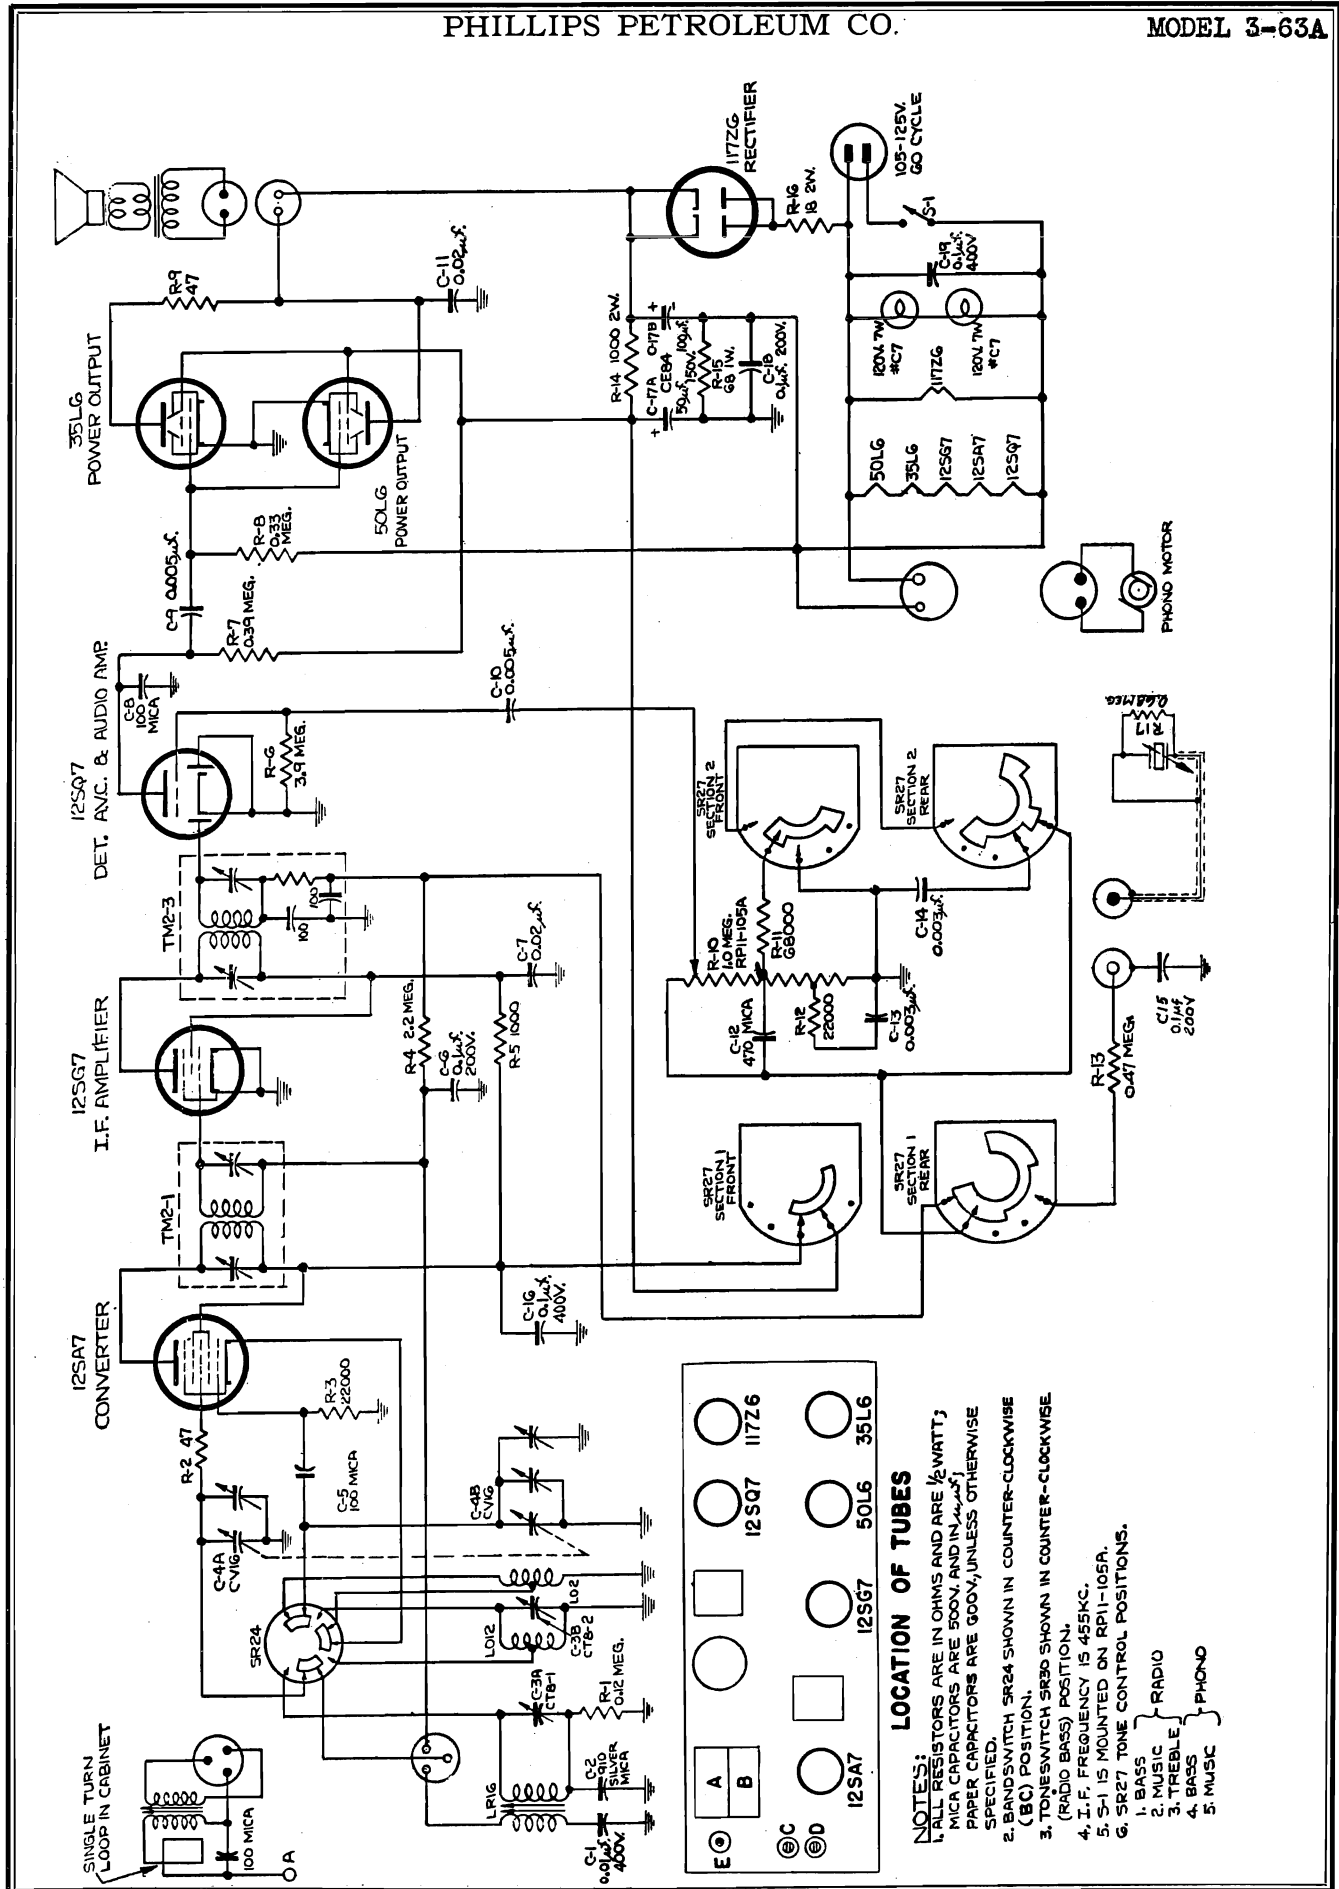 PHILLIPS PETROLEUM CO.
MODEL 3-63A
35L6
POWER OUTPUT
R-9
47
C-11
0.02μf.
117Z6
RECTIFIER
R-16
18 2W.
105-125V.
60 CYCLE
S-1
C-19
0.1μf.
400V
120V. 7W
#C7
117Z6
120V. 7W
#C7
R-14 1000 2W.
C-17A C-17B
CE84
50μf. 150V. 100μf.
R-15
68 1W.
C-18
0.1μf. 200V.
50L6
POWER OUTPUT
50L6
35L6
12SG7
12SA7
12SQ7
C-9 0.005μf.
R-8
0.33
MEG.
R-7
0.39 MEG.
PHONO MOTOR
12SQ7
DET. A.V.C. & AUDIO AMP.
C-8
100
MICA
R-6
3.9 MEG.
C-10
0.005μf.
R17
0.68 MEG.
TM2-3
100
100
C-7
0.02μf.
SR27
SECTION 2
FRONT
SR27
SECTION 2
REAR
R-10
1.0 MEG.
RP11-105A
R-11
68000
C-14
0.003μf.
C-12
470 MICA
R-12
22000
C-13
0.003μf.
12SG7
I.F. AMPLIFIER
R-4 2.2 MEG.
C-6
0.1μf.
200V.
R-5 1000
C15
0.1μf
200V
R-13
0.47 MEG.
TM2-1
SR27
SECTION 1
FRONT
SR27
SECTION 1
REAR
12SA7
CONVERTER
C-16
0.1μf.
400V.
R-2 47
R-3
22000
C-5
100 MICA
C-4A
CV16
C-4B
CV16
SR24
LO2
LO12
C-3B
CT8-2
C-3A
CT8-1
R-1
0.12 MEG.
LR16
C-2
910
SILVER
MICA
C-1
0.01μf.
400V.
SINGLE TURN
LOOP IN CABINET
100 MICA
A
117Z6
35L6
12SQ7
50L6
12SG7
12SA7
A
B
E
C
D
LOCATION OF TUBES
NOTES:
1. ALL RESISTORS ARE IN OHMS AND ARE 1/2 WATT;
MICA CAPACITORS ARE 500V. AND IN μμf;
PAPER CAPACITORS ARE 600V., UNLESS OTHERWISE
SPECIFIED.
2. BANDSWITCH SR24 SHOWN IN COUNTER-CLOCKWISE
(BC) POSITION.
3. TONESWITCH SR30 SHOWN IN COUNTER-CLOCKWISE
(RADIO BASS) POSITION.
4. I.F. FREQUENCY IS 455KC.
5. S-1 IS MOUNTED ON RP11-105A.
6. SR27 TONE CONTROL POSITIONS.
1. BASS
2. MUSIC
3. TREBLE
RADIO
4. BASS
5. MUSIC
PHONO